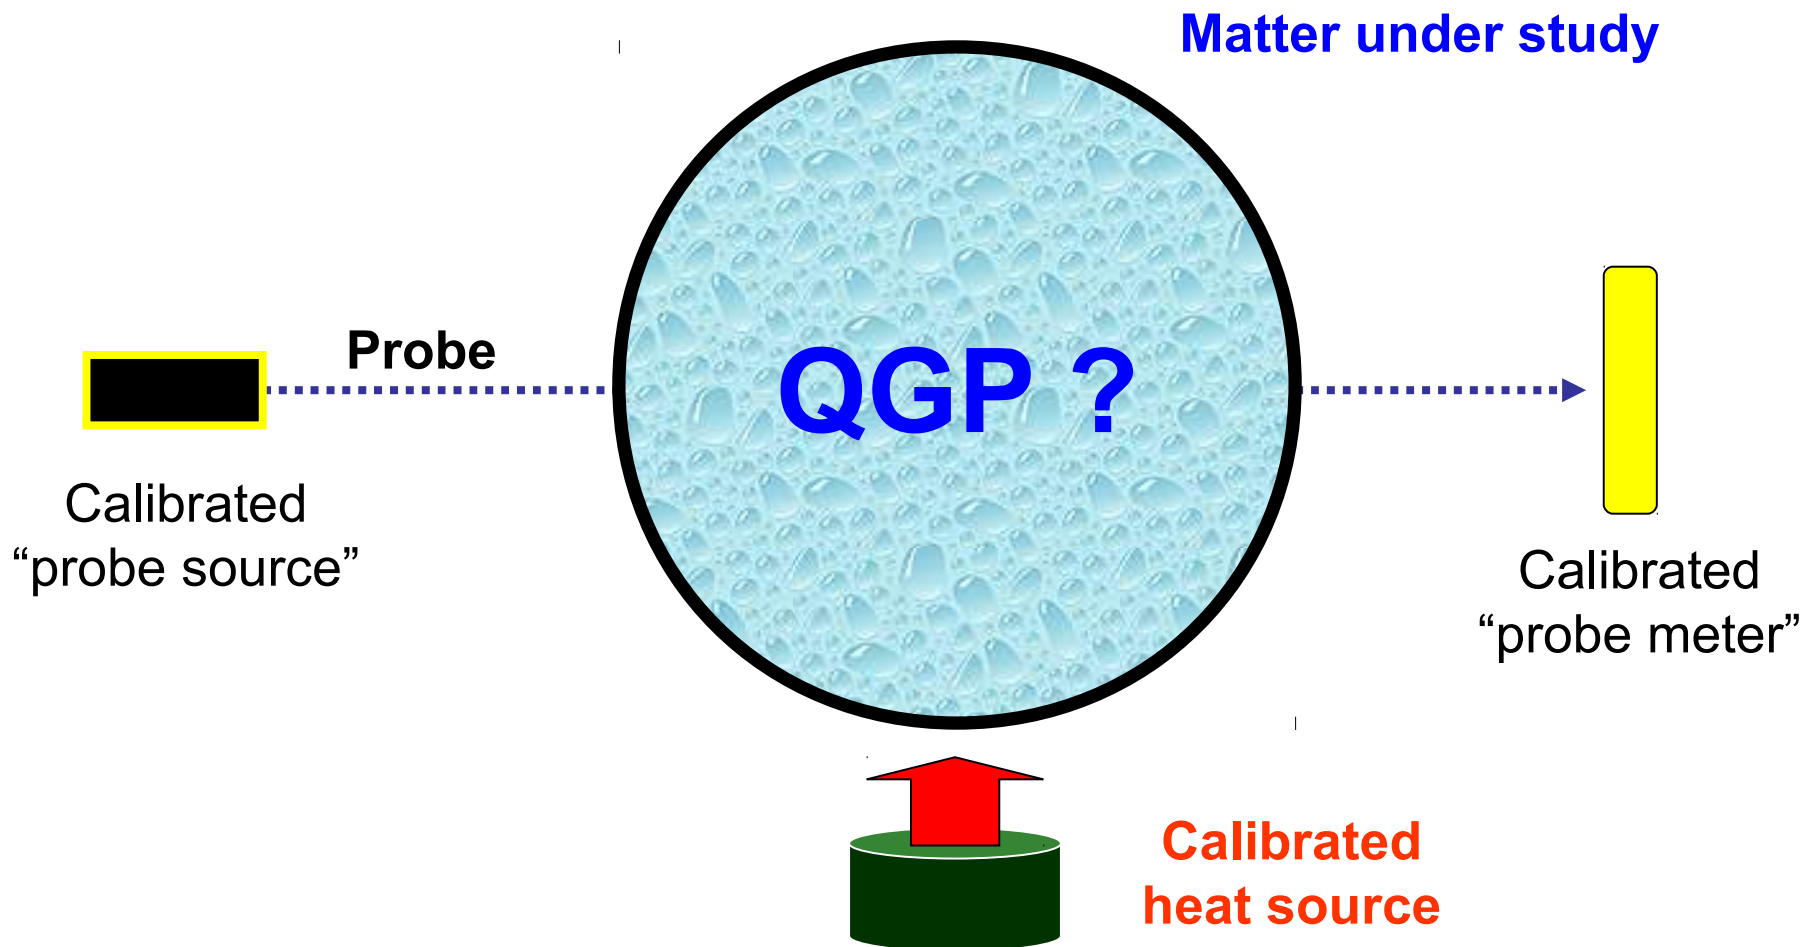 Matter under study
Probe
QGP ?
Calibrated
“probe source”
Calibrated
“probe meter”
Calibrated
heat source